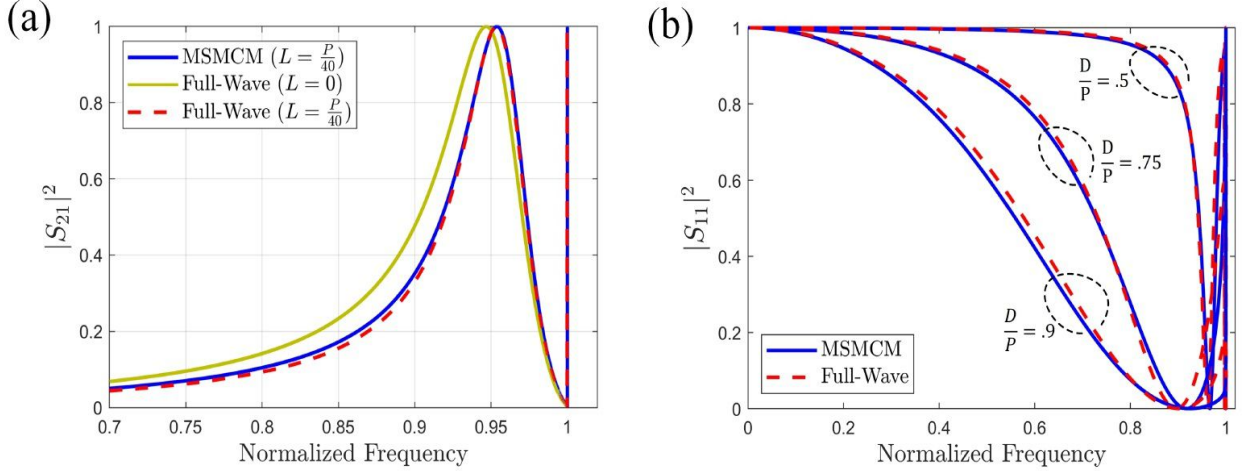 (a)
1
0.8
0.6
0.4
0.2
0
|S₂₁|²
MSMCM (L = P/40)
Full-Wave (L = 0)
Full-Wave (L = P/40)
0.7 0.75 0.8 0.85 0.9 0.95 1
Normalized Frequency
(b)
1
0.8
0.6
0.4
0.2
0
|S₁₁|²
D/P = .5
D/P = .75
D/P = .9
MSMCM
Full-Wave
0 0.2 0.4 0.6 0.8 1
Normalized Frequency